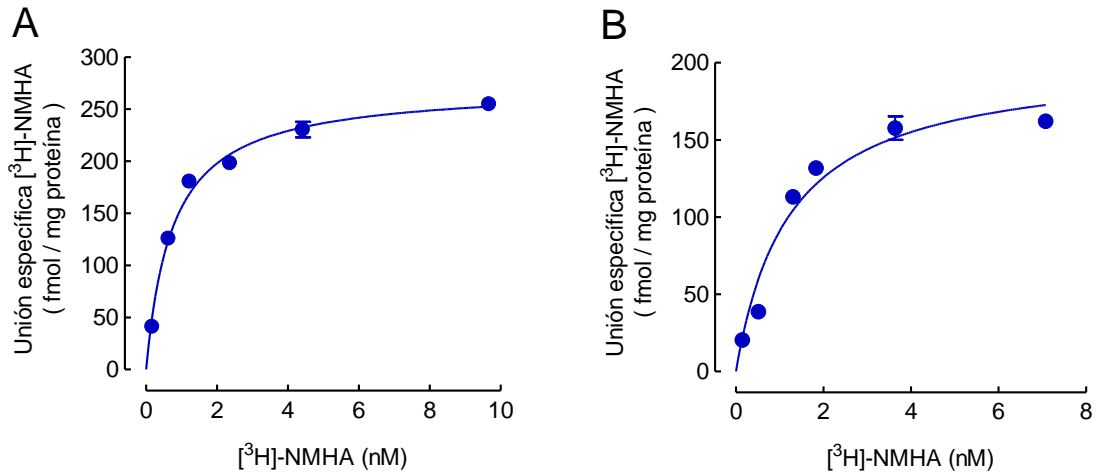 A
Unión específica [³H]-NMHA
( fmol / mg proteína )
300
250
200
150
100
50
0
0 2 4 6 8 10
[³H]-NMHA (nM)
B
Unión específica [³H]-NMHA
( fmol / mg proteína )
200
150
100
50
0
0 2 4 6 8
[³H]-NMHA (nM)